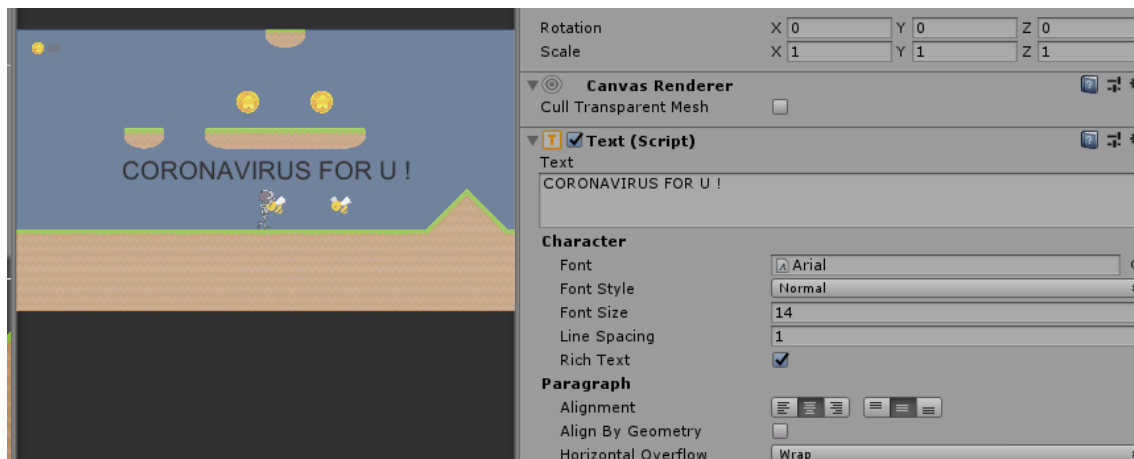 CORONAVIRUS FOR U !
Rotation X 0 Y 0 Z 0
Scale X 1 Y 1 Z 1
Canvas Renderer
Cull Transparent Mesh
T Text (Script)
Text
CORONAVIRUS FOR U !
Character
Font Arial
Font Style Normal
Font Size 14
Line Spacing 1
Rich Text
Paragraph
Alignment
Align By Geometry
Horizontal Overflow Wrap